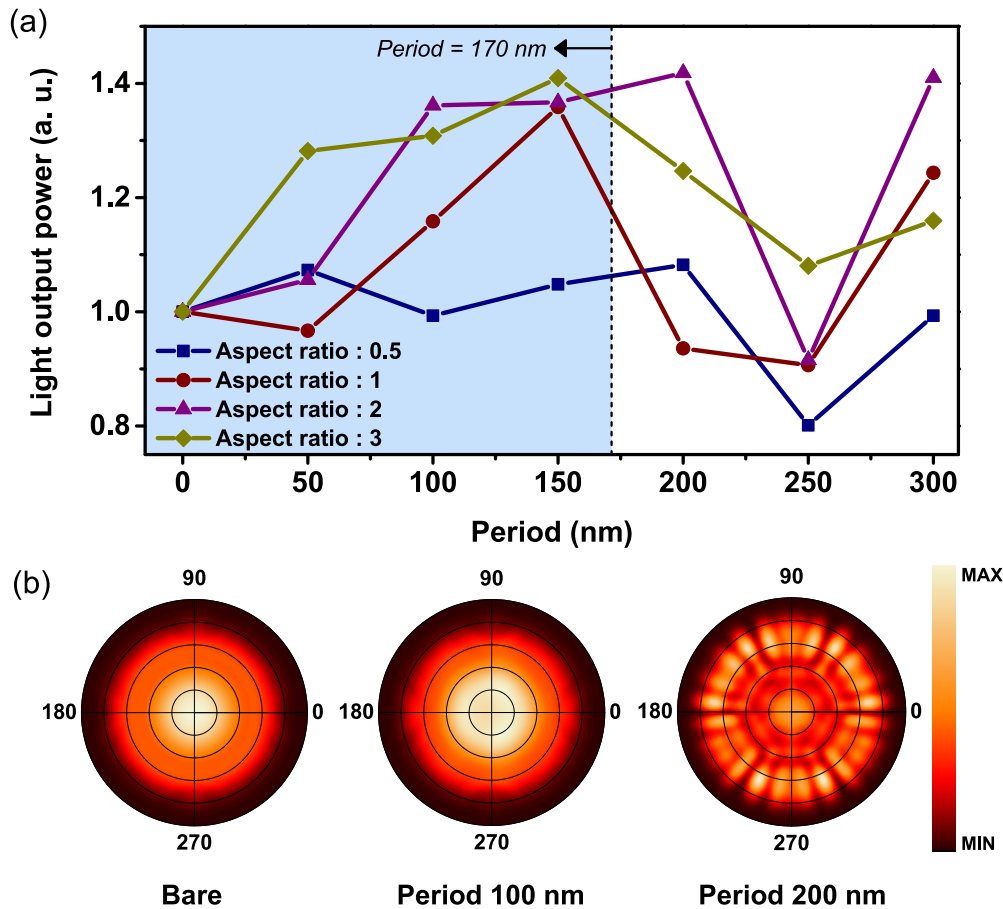 (a)
Period = 170 nm
Light output power (a. u.)
1.4
1.2
1.0
0.8
Aspect ratio : 0.5
Aspect ratio : 1
Aspect ratio : 2
Aspect ratio : 3
0 50 100 150 200 250 300
Period (nm)
(b)
90 90 90 MAX
180 0 180 0 180 0
270 270 270 MIN
Bare Period 100 nm Period 200 nm